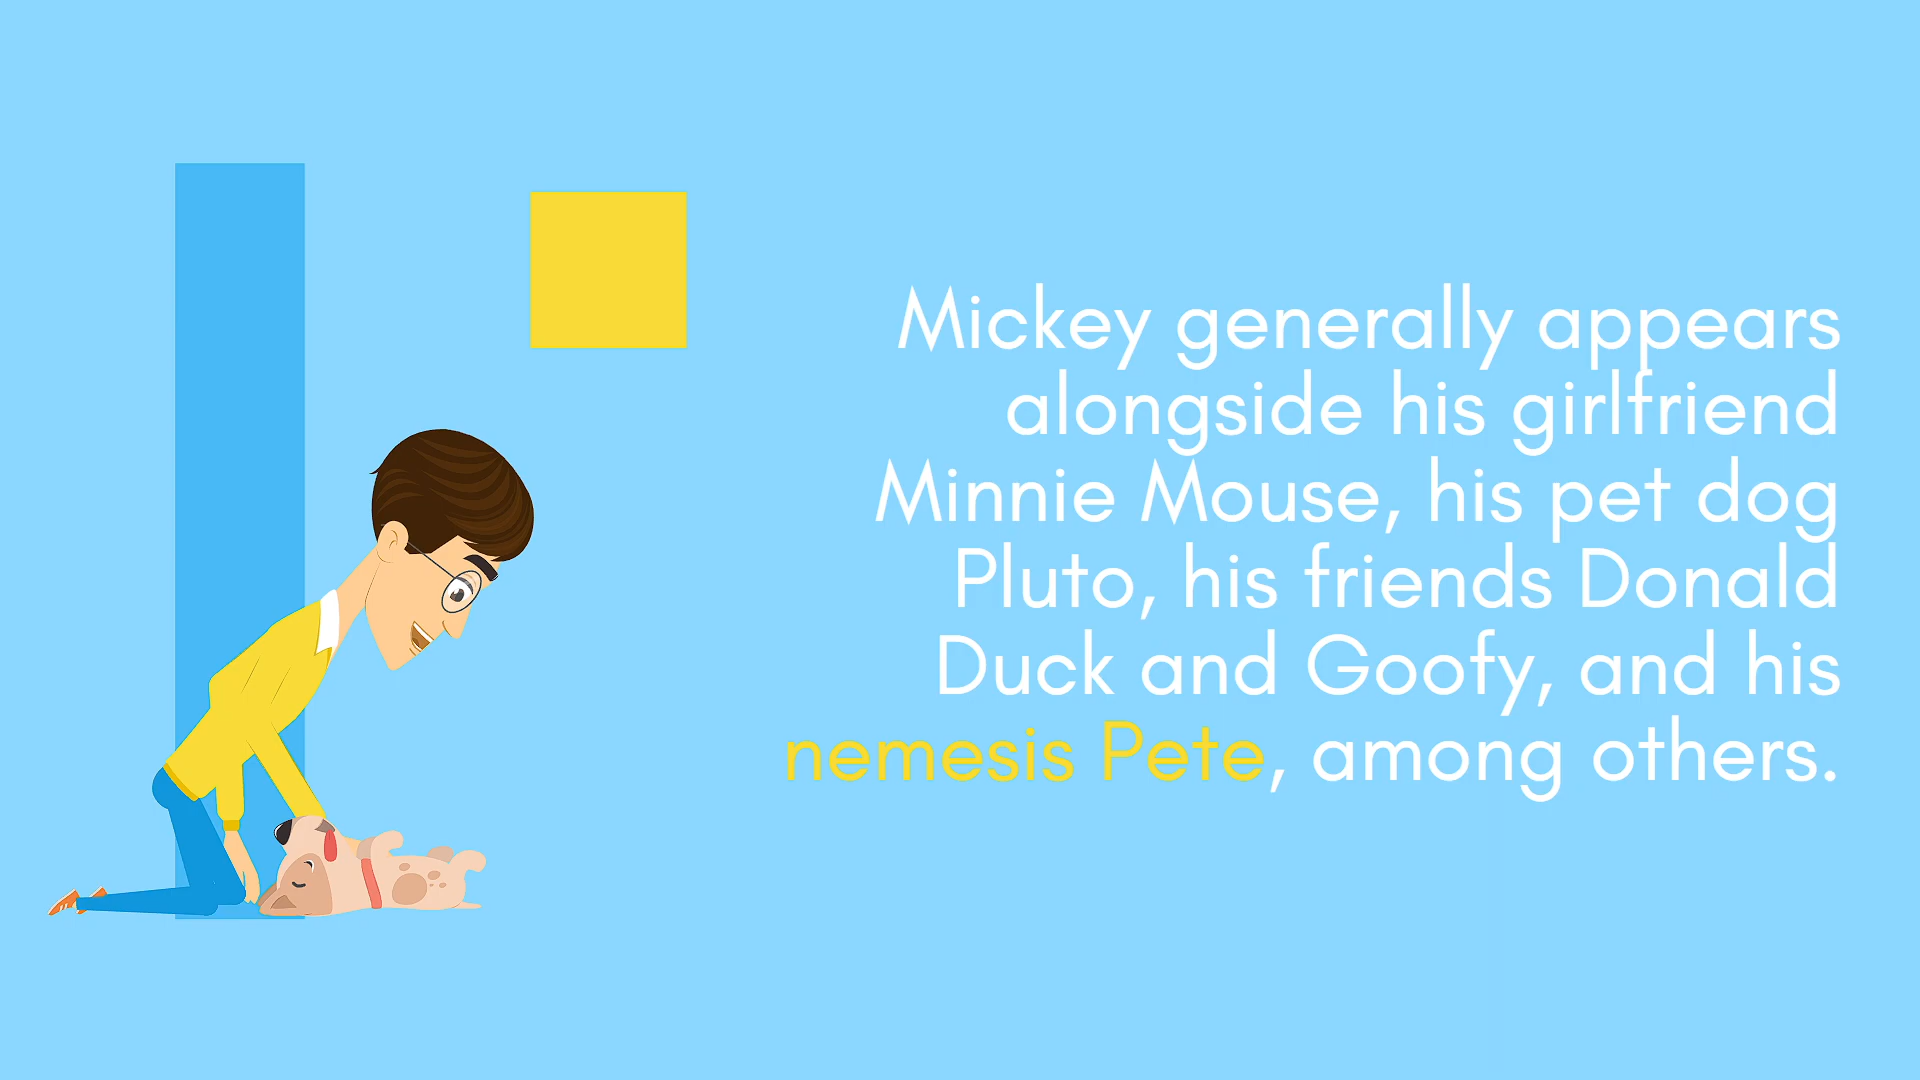 Mickey generally appears
alongside his girlfriend
Minnie Mouse, his pet dog
Pluto, his friends Donald
Duck and Goofy, and his
nemesis Pete, among others.